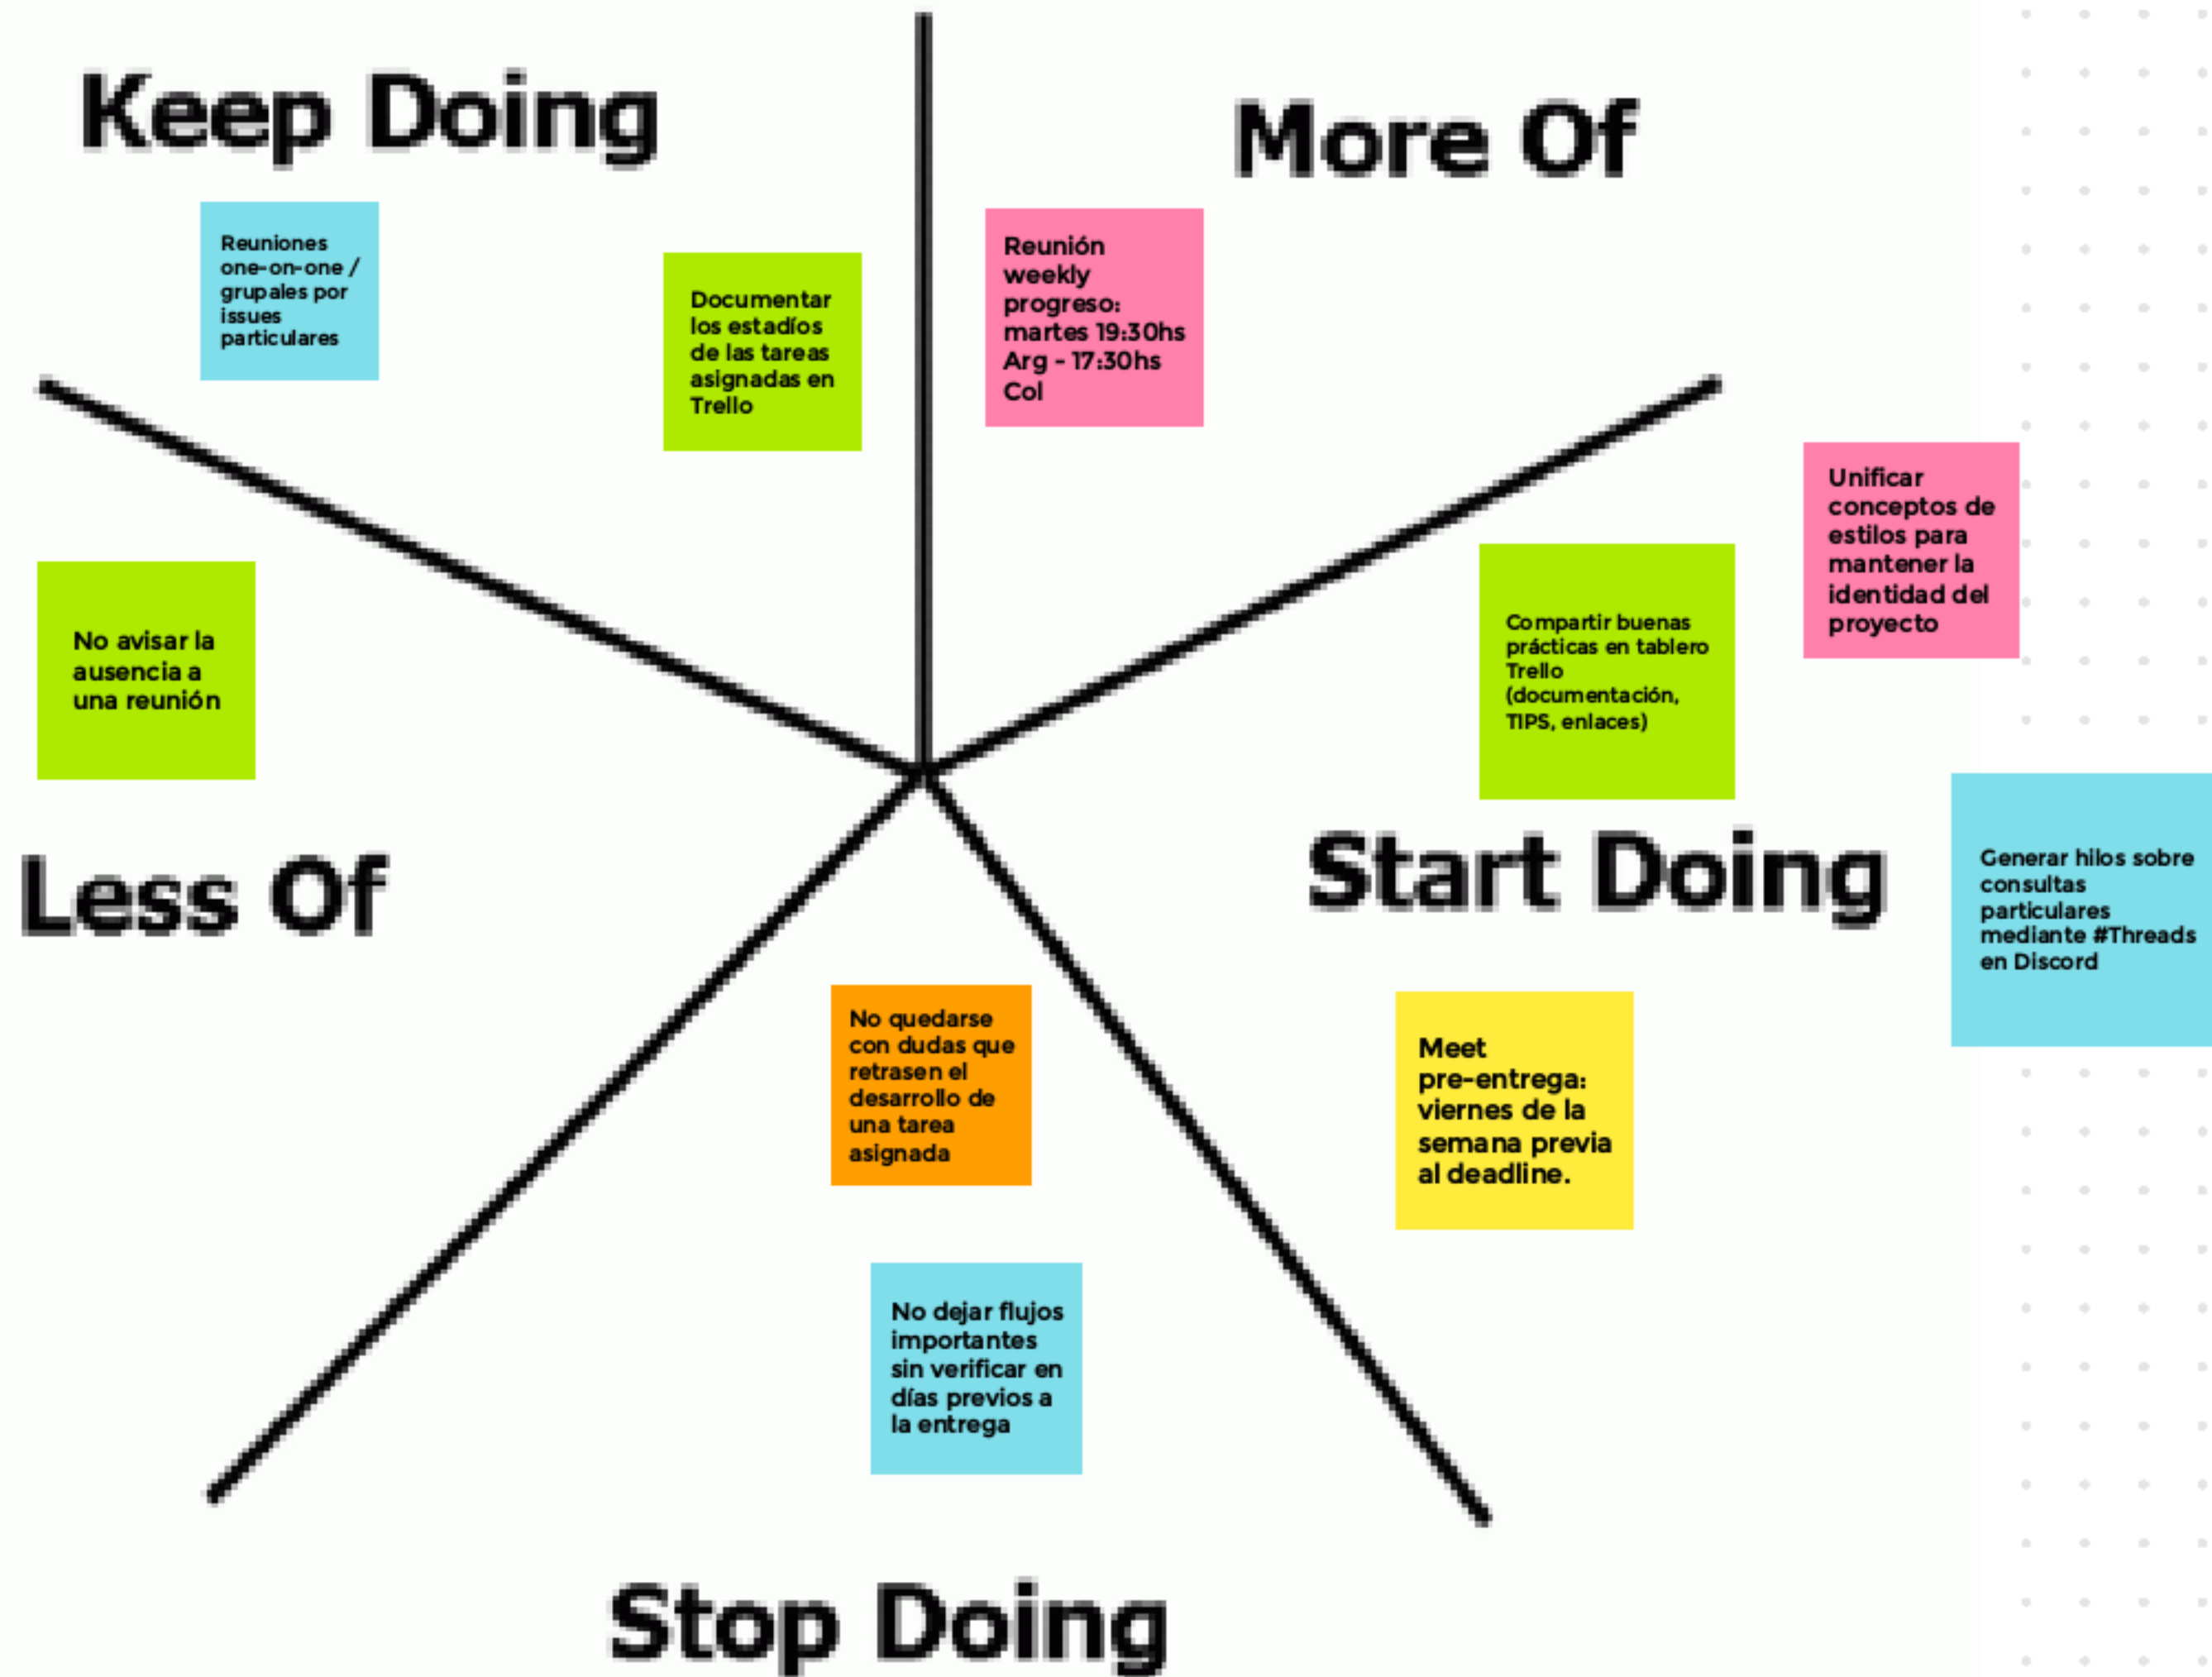 Keep Doing
Reuniones
one-on-one /
grupales por
issues
particulares
Documentar
los estadíos
de las tareas
asignadas en
Trello
More Of
Reunión
weekly
progreso:
martes 19:30hs
Arg - 17:30hs
Col
No avisar la
ausencia a
una reunión
Less Of
Unificar
conceptos de
estilos para
mantener la
identidad del
proyecto
Compartir buenas
prácticas en tablero
Trello
(documentación,
TIPS, enlaces)
Start Doing
Generar hilos sobre
consultas
particulares
mediante #Threads
en Discord
Meet
pre-entrega:
viernes de la
semana previa
al deadline.
No quedarse
con dudas que
retrasen el
desarrollo de
una tarea
asignada
No dejar flujos
importantes
sin verificar en
días previos a
la entrega
Stop Doing